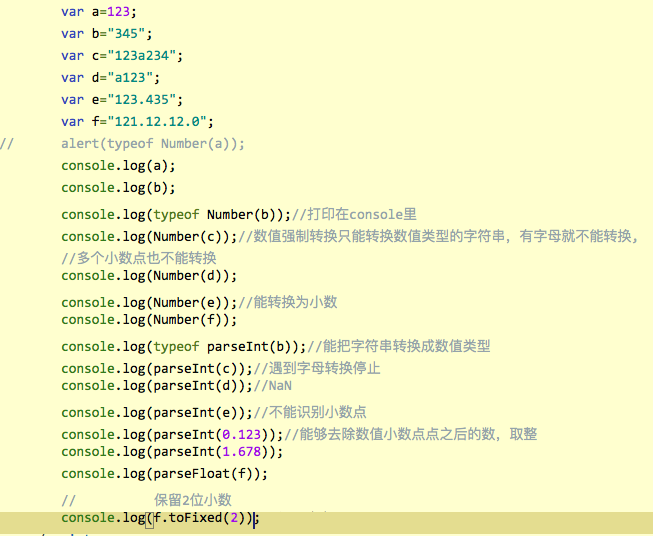 var a=123;
var b="345";
var c="123a234";
var d="a123";
var e="123.435";
var f="121.12.12.0";
// alert(typeof Number(a));
console.log(a);
console.log(b);
console.log(typeof Number(b));//打印在console里
console.log(Number(c));//数值强制转换只能转换数值类型的字符串，有字母就不能转换，
//多个小数点也不能转换
console.log(Number(d));
console.log(Number(e));//能转换为小数
console.log(Number(f));
console.log(typeof parseInt(b));//能把字符串转换成数值类型
console.log(parseInt(c));//遇到字母转换停止
console.log(parseInt(d));//NaN
console.log(parseInt(e));//不能识别小数点
console.log(parseInt(0.123));//能够去除数值小数点点之后的数，取整
console.log(parseInt(1.678));
console.log(parseFloat(f));
// 保留2位小数
console.log(f.toFixed(2));